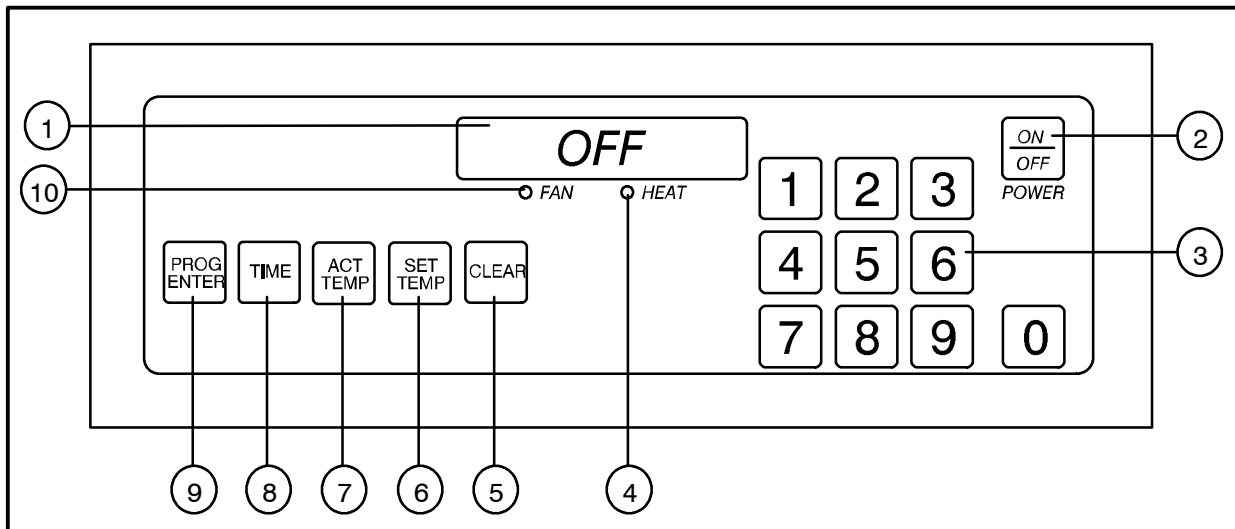 1
OFF
ON
OFF
2
10
FAN
HEAT
POWER
1 2 3
4 5 6
3
PROG
ENTER
TIME
ACT
TEMP
SET
TEMP
CLEAR
7 8 9 0
9 8 7 6 5 4